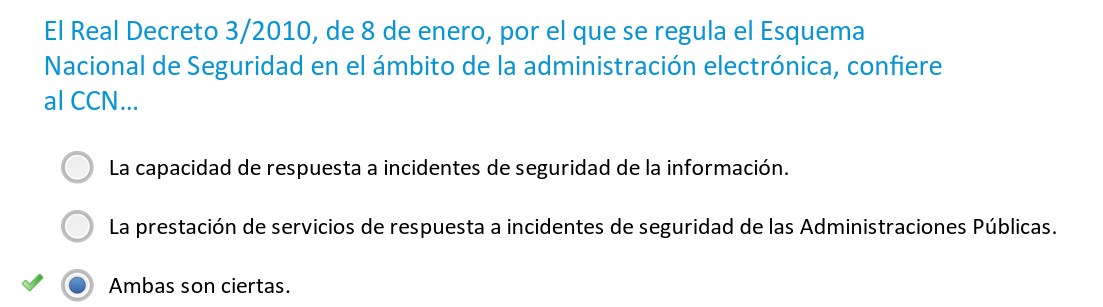 El Real Decreto 3/2010, de 8 de enero, por el que se regula el Esquema
Nacional de Seguridad en el ámbito de la administración electrónica, confiere
al CCN...
La capacidad de respuesta a incidentes de seguridad de la información.
La prestación de servicios de respuesta a incidentes de seguridad de las Administraciones Públicas.
Ambas son ciertas.